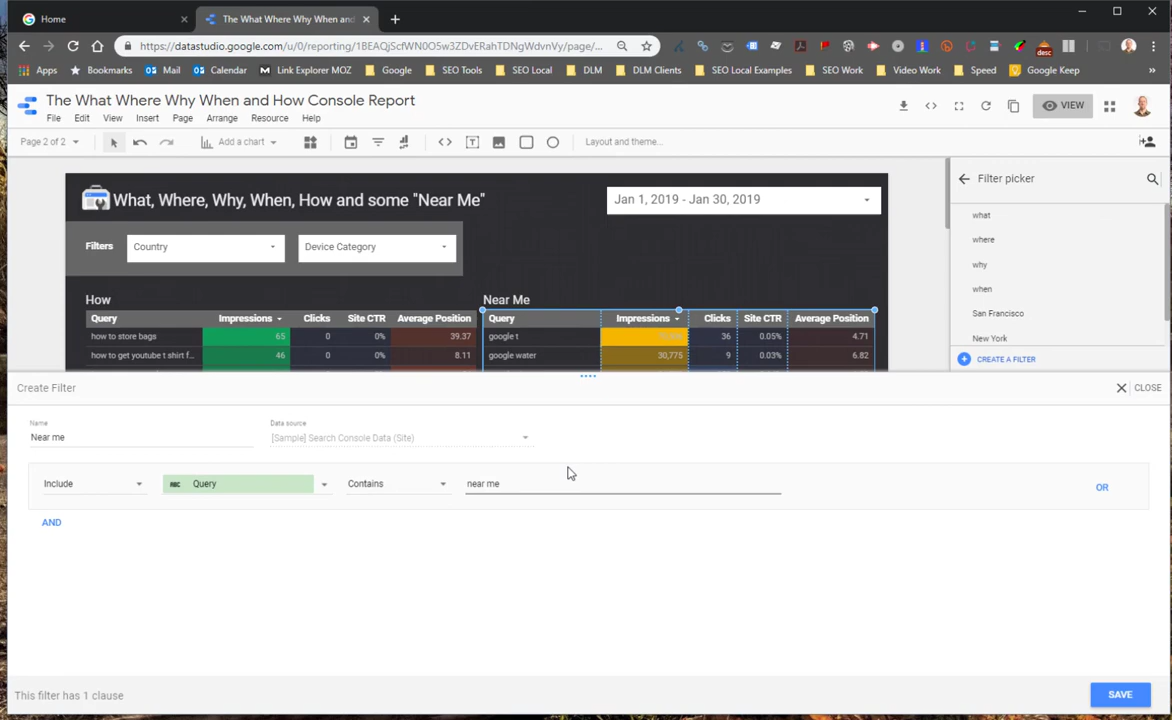 Home
The What Where Why When and
https://datastudio.google.com/u/0/reporting/1BEAQjScfWN0O5w3ZDvERahTDNgWdvnVy/page/...
Apps Bookmarks Mail Calendar Link Explorer MOZ Google SEO Tools SEO Local DLM DLM Clients SEO Local Examples SEO Work Video Work Speed Google Keep »
desc
The What Where Why When and How Console Report
VIEW
File Edit View Insert Page Arrange Resource Help
Page 2 of 2 Add a chart Layout and theme...
What, Where, Why, When, How and some "Near Me"
Jan 1, 2019 - Jan 30, 2019
Filters Country Device Category
How
Query Impressions Clicks Site CTR Average Position
how to store bags 65 0 0% 39.37
how to get youtube t shirt f... 46 0 0% 8.11
Near Me
Query Impressions Clicks Site CTR Average Position
google t 36 0.05% 4.71
google water 30,775 9 0.03% 6.82
Filter picker
what
where
why
when
San Francisco
New York
CREATE A FILTER
Create Filter
CLOSE
Name
Near me
Data source
[Sample] Search Console Data (Site)
Include ABC Query Contains near me OR
AND
This filter has 1 clause
SAVE